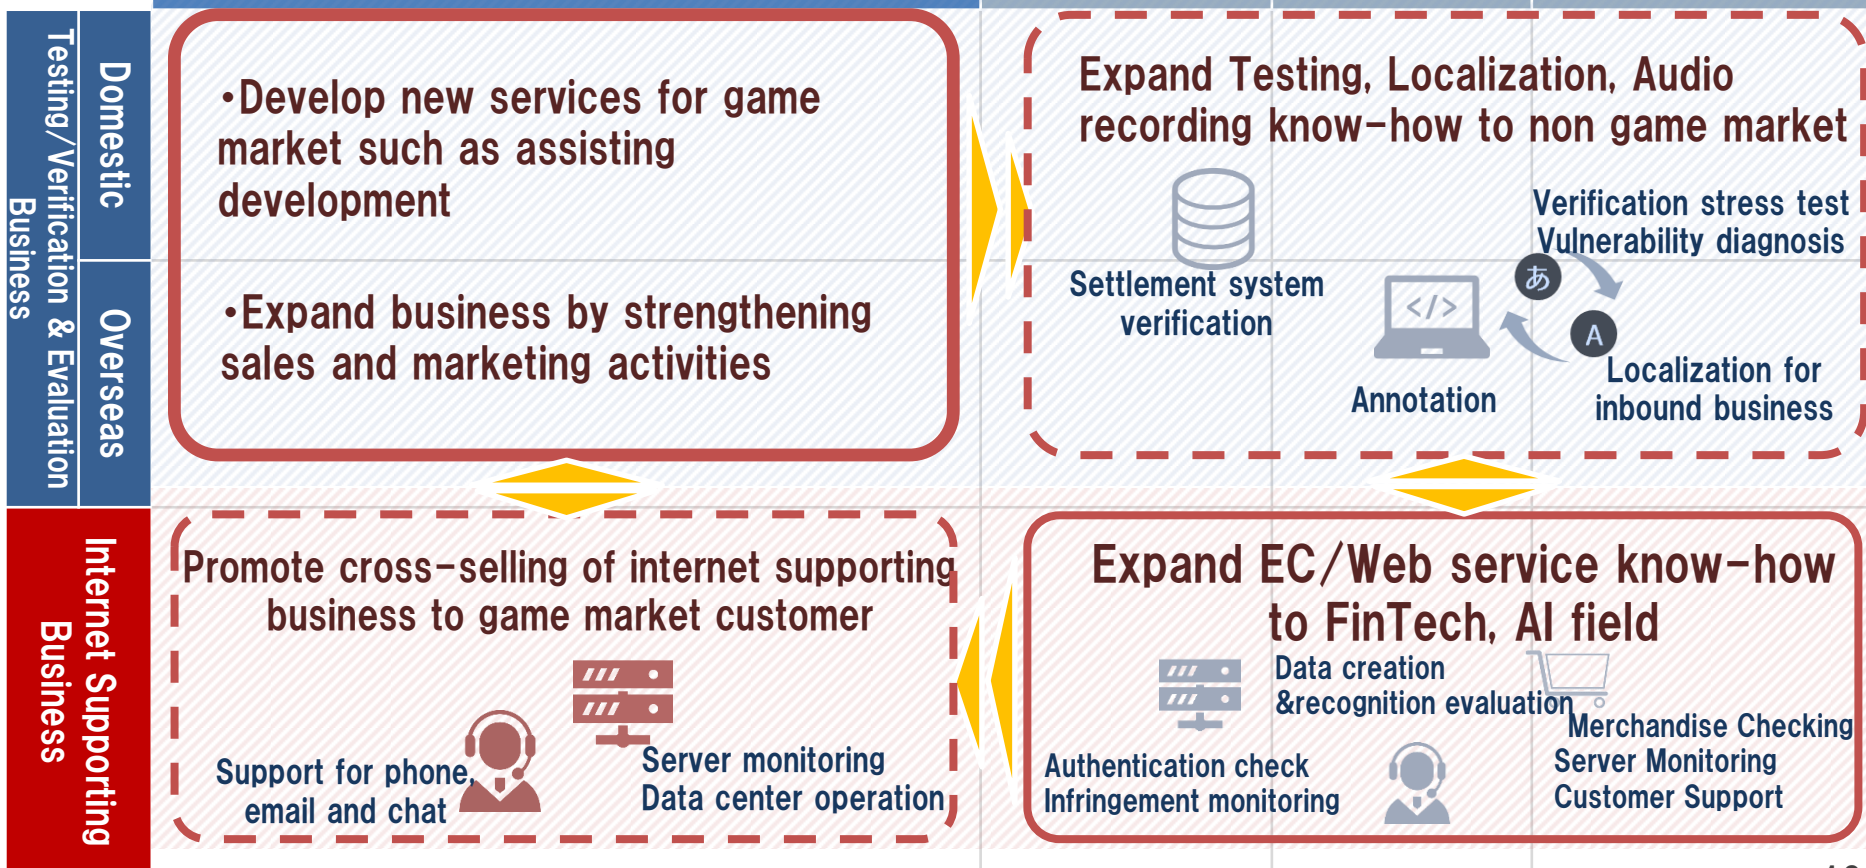 Testing/Verification & Evaluation
Business
Domestic
Overseas
•Develop new services for game
market such as assisting
development
•Expand business by strengthening
sales and marketing activities
Expand Testing, Localization, Audio
recording know-how to non game market
Verification stress test
Vulnerability diagnosis
Settlement system
verification
</>
あ
A
Annotation
Localization for
inbound business
Internet Supporting
Business
Promote cross-selling of internet supporting
business to game market customer
Support for phone,
email and chat
Server monitoring
Data center operation
Expand EC/Web service know-how
to FinTech, AI field
Data creation
&recognition evaluation
Merchandise Checking
Server Monitoring
Customer Support
Authentication check
Infringement monitoring